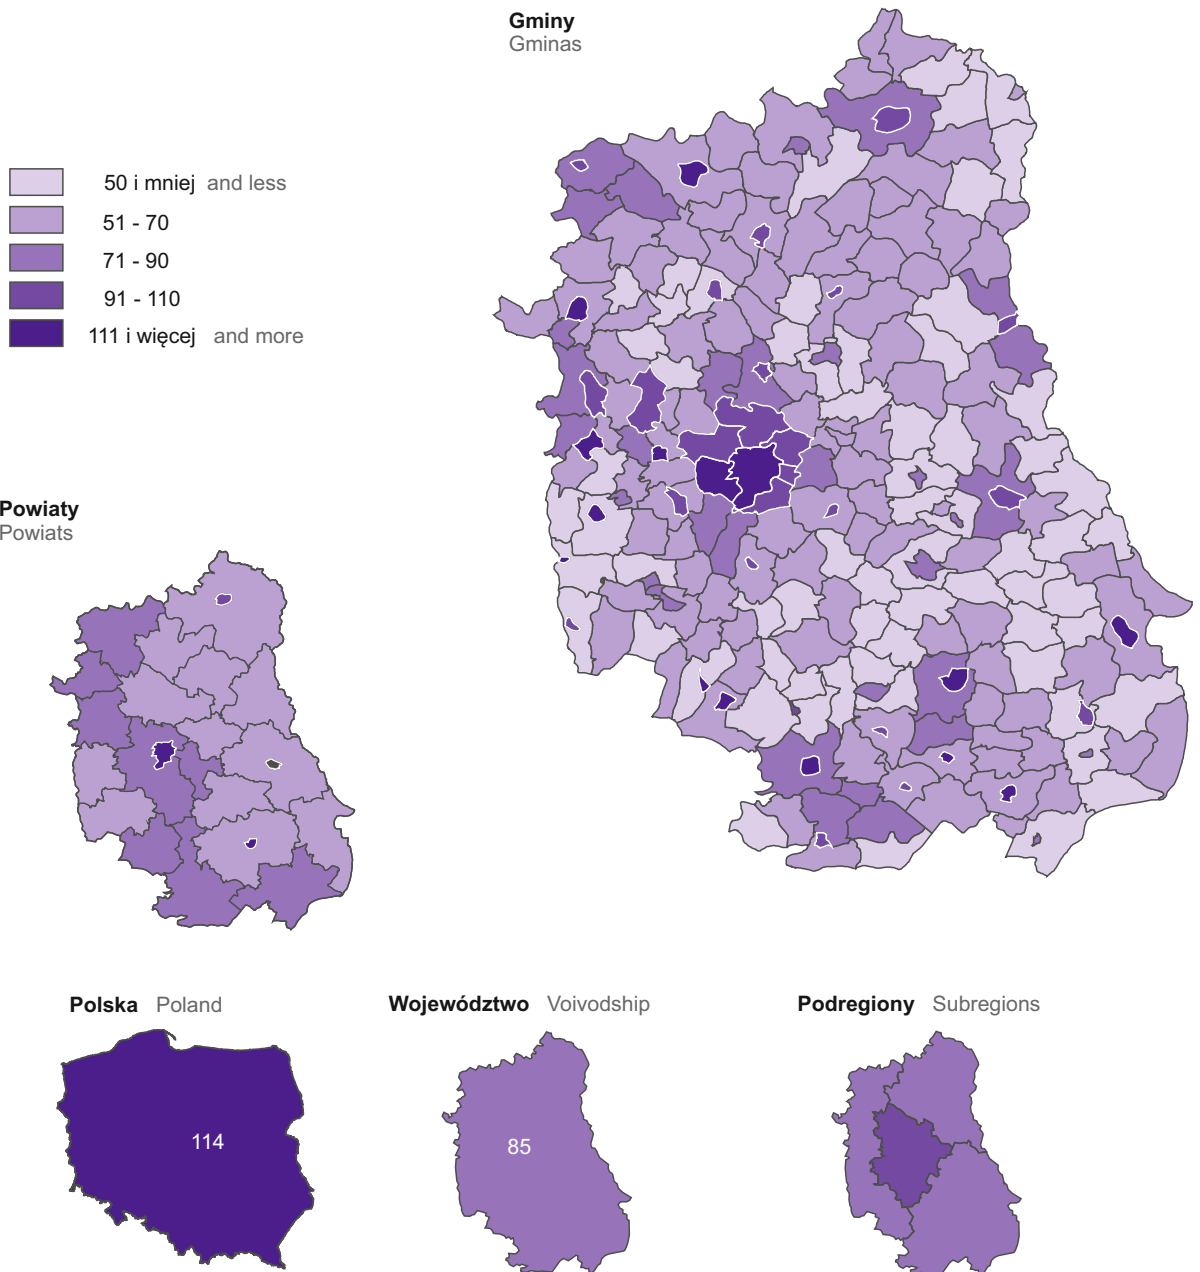 Gminy
Gminas
50 i mniej and less
51 - 70
71 - 90
91 - 110
111 i więcej and more
Powiaty
Powiats
Polska Poland
Województwo Voivodship
Podregiony Subregions
114
85